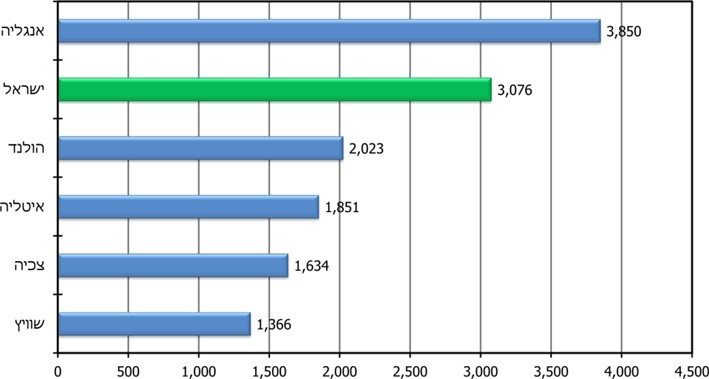 אנגליה 3,850
ישראל 3,076
הולנד 2,023
איטליה 1,851
צכיה 1,634
שוויץ 1,366
0 500 1,000 1,500 2,000 2,500 3,000 3,500 4,000 4,500